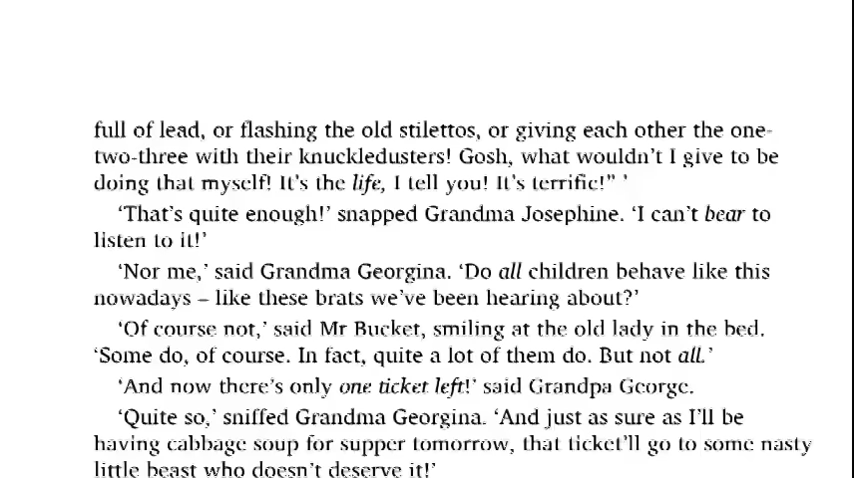 full of lead, or flashing the old stilettos, or giving each other the one-
two-three with their knuckledusters! Gosh, what wouldn’t I give to be
doing that myself! It’s the life, I tell you! It’s terrific!” ’
‘That’s quite enough!’ snapped Grandma Josephine. ‘I can’t bear to
listen to it!’
‘Nor me,’ said Grandma Georgina. ‘Do all children behave like this
nowadays – like these brats we’ve been hearing about?’
‘Of course not,’ said Mr Bucket, smiling at the old lady in the bed.
‘Some do, of course. In fact, quite a lot of them do. But not all.’
‘And now there’s only one ticket left!’ said Grandpa George.
‘Quite so,’ sniffed Grandma Georgina. ‘And just as sure as I’ll be
having cabbage soup for supper tomorrow, that ticket’ll go to some nasty
little beast who doesn’t deserve it!’